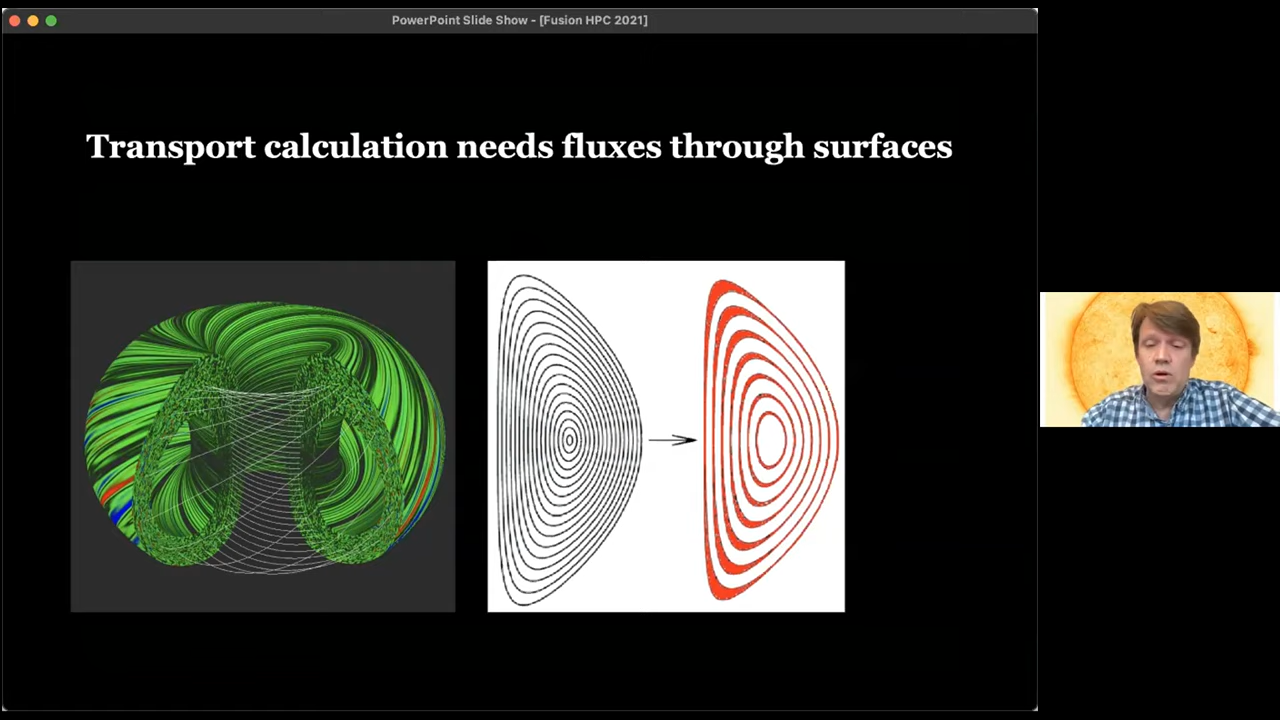 PowerPoint Slide Show - [Fusion HPC 2021]
Transport calculation needs fluxes through surfaces